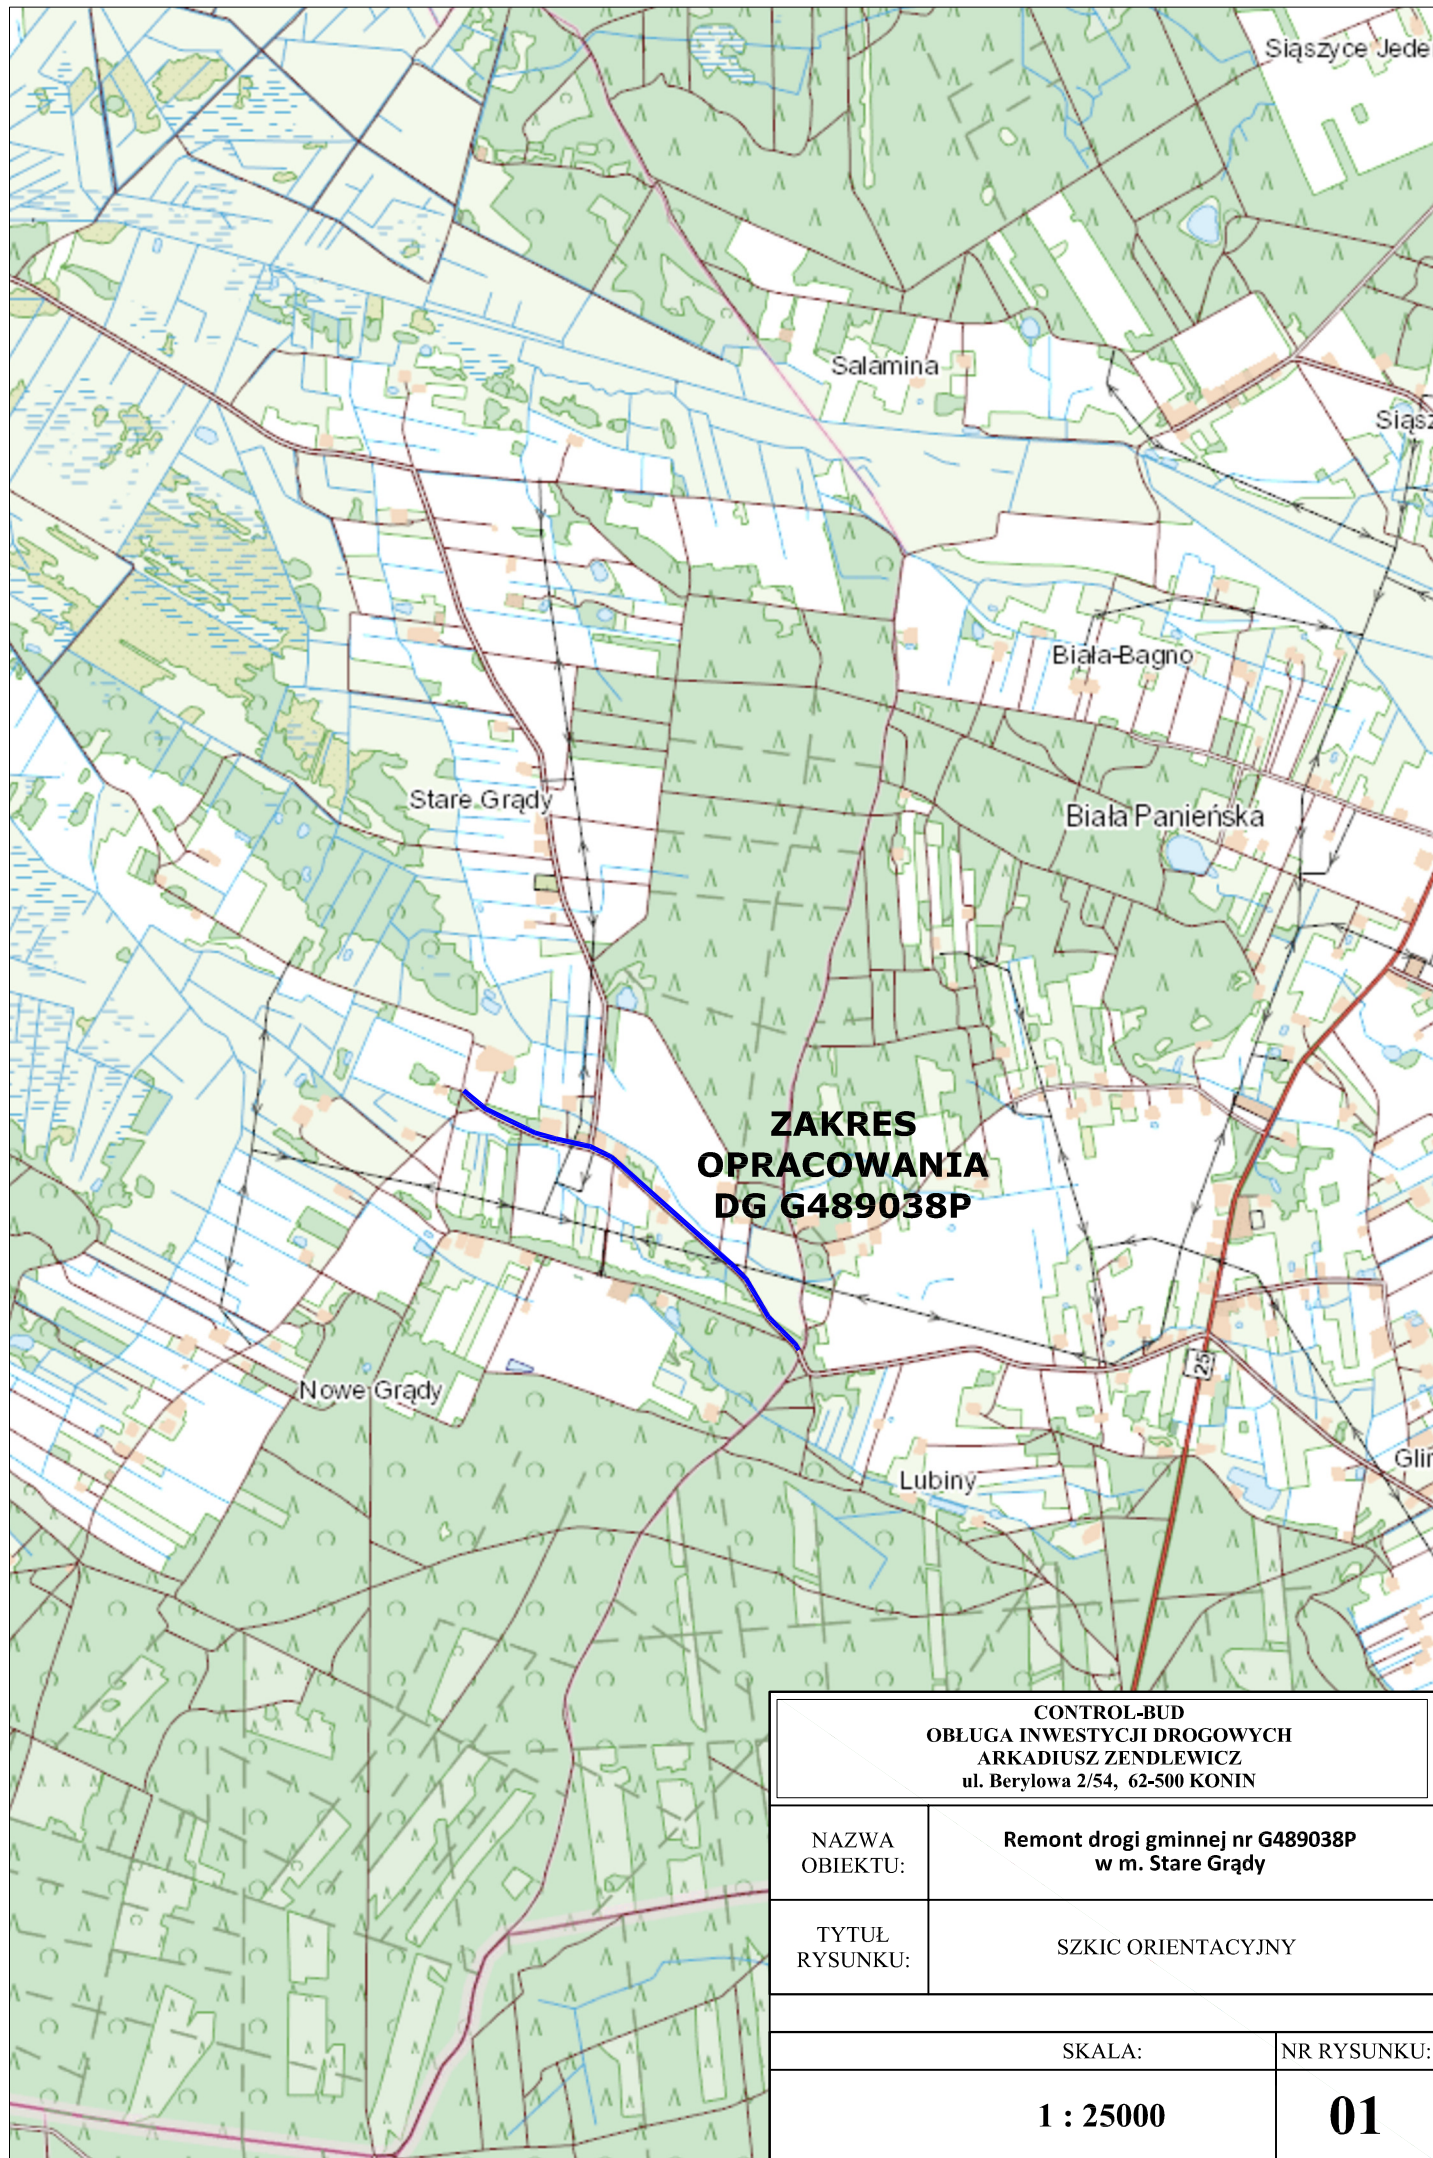 Siąszyce Jede
Salamina
Siąsz
Biała-Bagno
Stare Grądy
Biała Panieńska
ZAKRES
OPRACOWANIA
DG G489038P
25
Nowe Grądy
Lubiny
Glin
CONTROL-BUD
OBŁUGA INWESTYCJI DROGOWYCH
ARKADIUSZ ZENDLEWICZ
ul. Berylowa 2/54, 62-500 KONIN
NAZWA
OBIEKTU:
Remont drogi gminnej nr G489038P
w m. Stare Grądy
TYTUŁ
RYSUNKU:
SZKIC ORIENTACYJNY
SKALA:
NR RYSUNKU:
1 : 25000
01